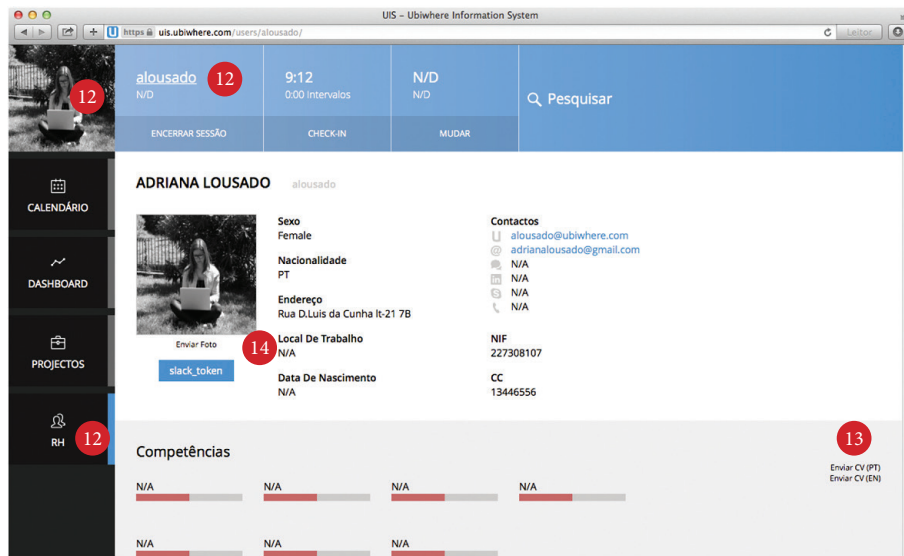 UIS – Ubiwhere Information System
https uis.ubiwhere.com/users/alousado/
Leitor
12
alousado
12
N/D
9:12
0:00 Intervalos
N/D
N/D
Pesquisar
ENCERRAR SESSÃO
CHECK-IN
MUDAR
CALENDÁRIO
DASHBOARD
PROJECTOS
RH
12
ADRIANA LOUSADO alousado
Enviar Foto
14
slack_token
Sexo
Female
Nacionalidade
PT
Endereço
Rua D.Luis da Cunha lt-21 7B
Local De Trabalho
N/A
Data De Nascimento
N/A
Contactos
alousado@ubiwhere.com
adrianalousado@gmail.com
N/A
N/A
N/A
N/A
NIF
227308107
CC
13446556
Competências
13
Enviar CV (PT)
Enviar CV (EN)
N/A N/A N/A N/A
N/A N/A N/A